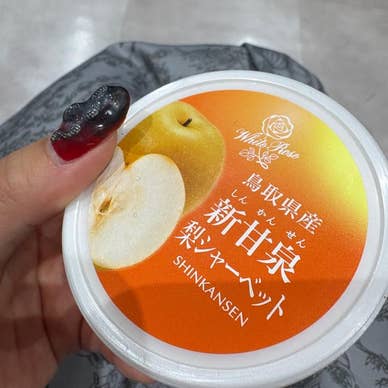 White Rose
鳥取県産
しんかんせん
新甘泉
梨シャーベット
SHINKANSEN